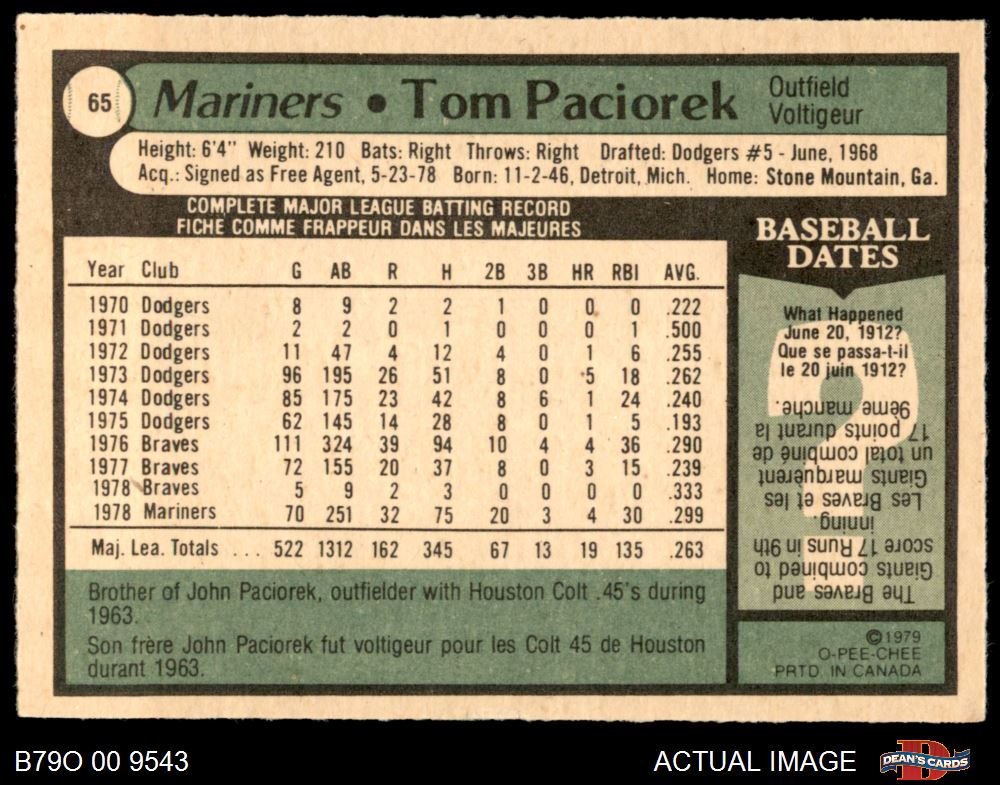 65
Mariners • Tom Paciorek
Outfield
Voltigeur
Height: 6'4" Weight: 210 Bats: Right Throws: Right Drafted: Dodgers #5 - June, 1968
Acq.: Signed as Free Agent, 5-23-78 Born: 11-2-46, Detroit, Mich. Home: Stone Mountain, Ga.
COMPLETE MAJOR LEAGUE BATTING RECORD
FICHE COMME FRAPPEUR DANS LES MAJEURES
Year Club G AB R H 2B 3B HR RBI AVG.
1970 Dodgers 8 9 2 2 1 0 0 0 .222
1971 Dodgers 2 2 0 1 0 0 0 1 .500
1972 Dodgers 11 47 4 12 4 0 1 6 .255
1973 Dodgers 96 195 26 51 8 0 5 18 .262
1974 Dodgers 85 175 23 42 8 6 1 24 .240
1975 Dodgers 62 145 14 28 8 0 1 5 .193
1976 Braves 111 324 39 94 10 4 4 36 .290
1977 Braves 72 155 20 37 8 0 3 15 .239
1978 Braves 5 9 2 3 0 0 0 0 .333
1978 Mariners 70 251 32 75 20 3 4 30 .299
Maj. Lea. Totals ... 522 1312 162 345 67 13 19 135 .263
Brother of John Paciorek, outfielder with Houston Colt .45's during
1963.
Son frère John Paciorek fut voltigeur pour les Colt 45 de Houston
durant 1963.
BASEBALL
DATES
What Happened
June 20, 1912?
Que se passa-t-il
le 20 juin 1912?
The Braves and
Giants combined to
score 17 Runs in 9th
inning.
Les Braves et les
Giants marquèrent
un total combiné de
17 points durant la
9ème manche.
©1979
O-PEE-CHEE
PRTD IN CANADA
B79O 00 9543
ACTUAL IMAGE
D
DEAN'S CARDS